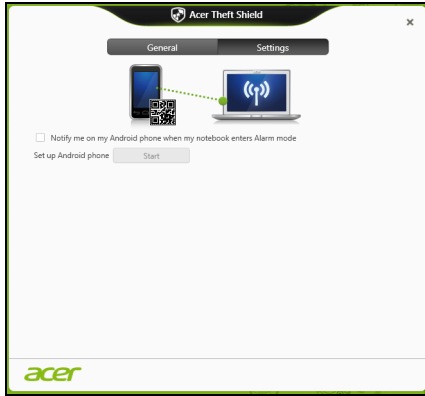 Acer Theft Shield
General Settings
Notify me on my Android phone when my notebook enters Alarm mode
Set up Android phone Start
acer